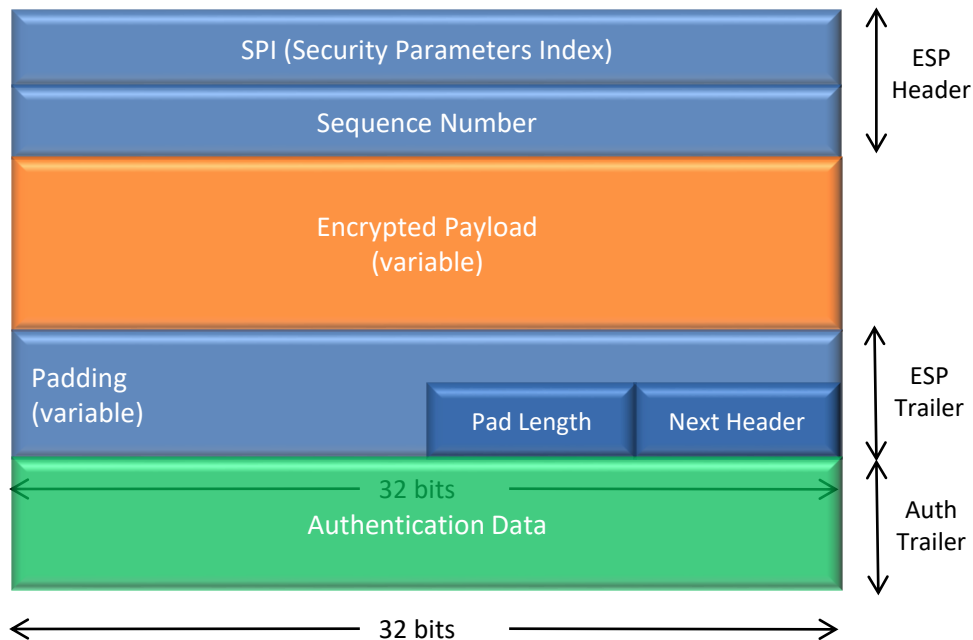 SPI (Security Parameters Index)
ESP
Header
Sequence Number
Encrypted Payload
(variable)
Padding
(variable)
Pad Length
Next Header
ESP
Trailer
32 bits
Authentication Data
Auth
Trailer
32 bits